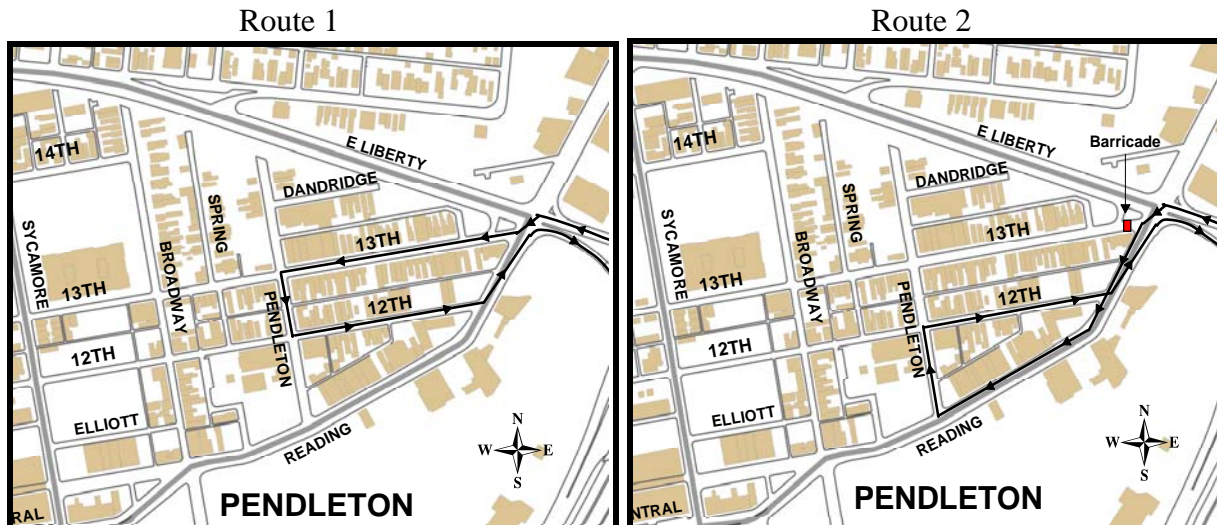 Route 1
E LIBERTY
14TH
DANDRIDGE
SPRING
SYCAMORE
BROADWAY
13TH
13TH
PENDLETON
12TH
12TH
ELLIOTT
READING
N
W E
S
RAL
PENDLETON
Route 2
E LIBERTY
Barricade
14TH
DANDRIDGE
SPRING
SYCAMORE
BROADWAY
13TH
13TH
PENDLETON
12TH
12TH
ELLIOTT
READING
N
W E
S
NTRAL
PENDLETON